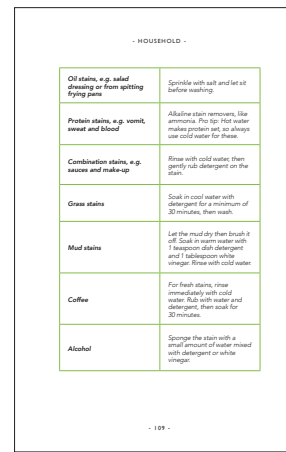 - HOUSEHOLD -
Oil stains, e.g. salad
dressing or from spitting
frying pans
Sprinkle with salt and let sit
before washing.
Protein stains, e.g. vomit,
sweat and blood
Alkaline stain removers, like
ammonia. Pro tip: Hot water
makes protein set, so always
use cold water for these.
Combination stains, e.g.
sauces and make-up
Rinse with cold water, then
gently rub detergent on the
stain.
Grass stains
Soak in cool water with
detergent for a minimum of
30 minutes, then wash.
Mud stains
Let the mud dry then brush it
off. Soak in warm water with
1 teaspoon dish detergent
and 1 tablespoon white
vinegar. Rinse with cold water.
Coffee
For fresh stains, rinse
immediately with cold
water. Rub with water and
detergent, then soak for
30 minutes.
Alcohol
Sponge the stain with a
small amount of water mixed
with detergent or white
vinegar.
- 109 -